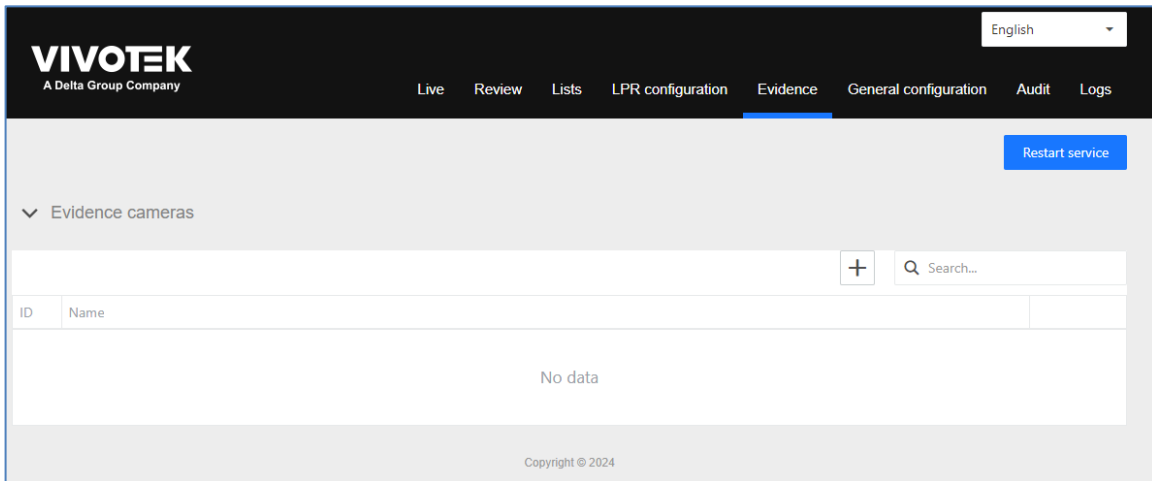 English
VIVOTEK
A Delta Group Company
Live Review Lists LPR configuration Evidence General configuration Audit Logs
Restart service
Evidence cameras
Search...
ID Name
No data
Copyright © 2024